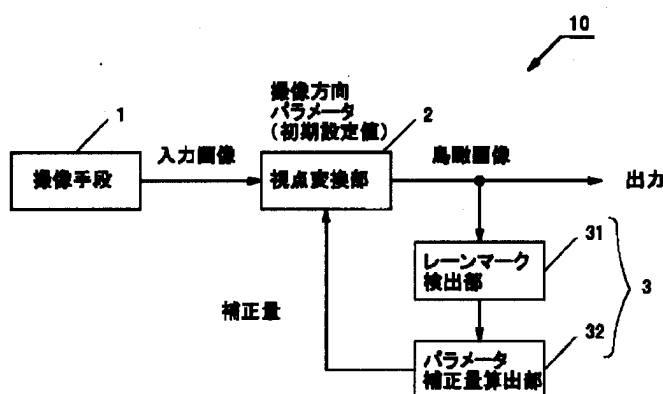 10
撮像方向
パラメータ
(初期設定値)
1
2
入力画像
鳥瞰画像
撮像手段
視点変換部
出力
31
レーンマーク
検出部
3
補正量
32
パラメータ
補正量算出部